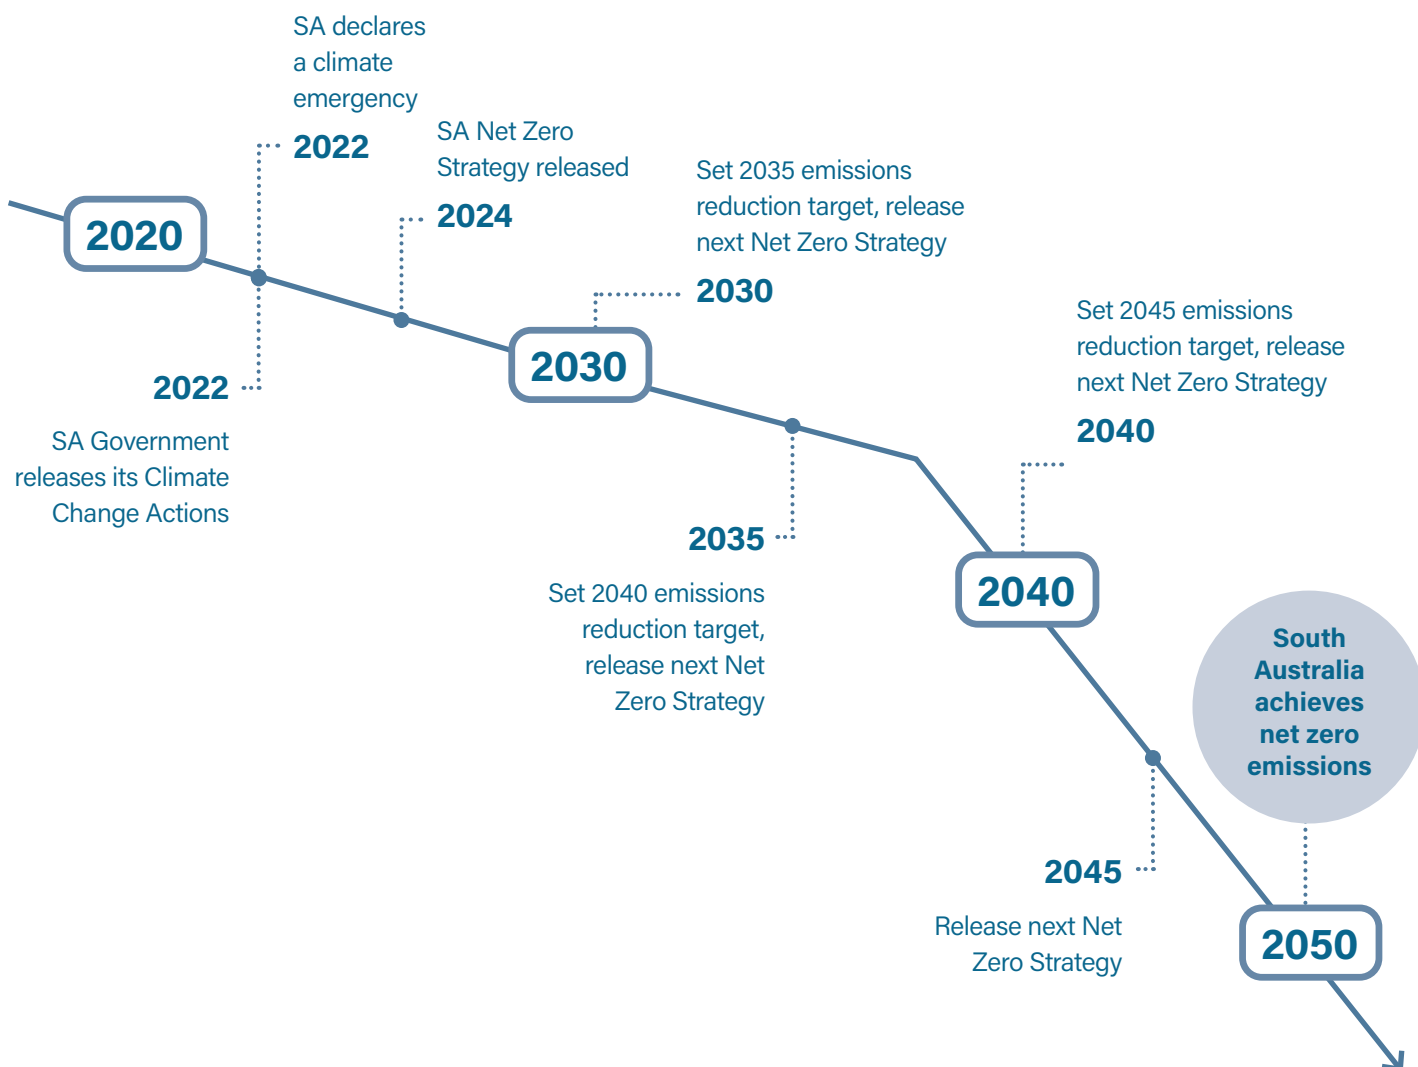 SA declares
a climate
emergency
2022
SA Net Zero
Strategy released
2024
Set 2035 emissions
reduction target, release
next Net Zero Strategy
2030
2020
2030
2022
SA Government
releases its Climate
Change Actions
Set 2045 emissions
reduction target, release
next Net Zero Strategy
2040
2035
Set 2040 emissions
reduction target,
release next Net
Zero Strategy
2040
South
Australia
achieves
net zero
emissions
2045
Release next Net
Zero Strategy
2050